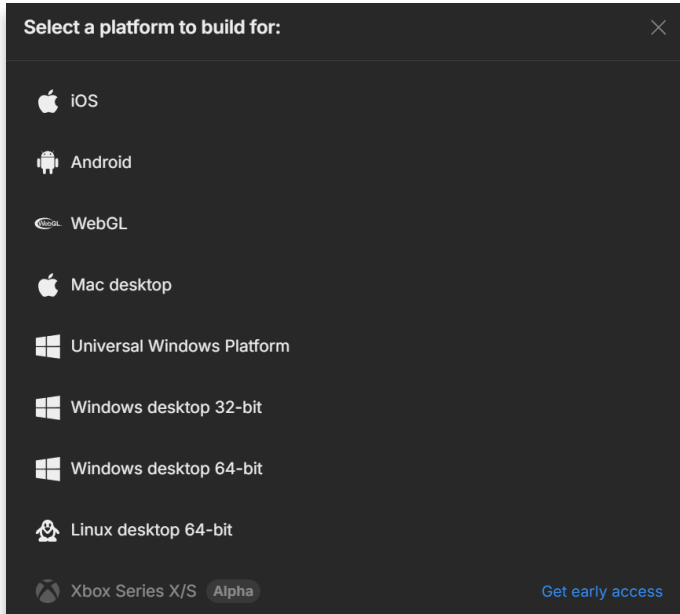 Select a platform to build for:
iOS
Android
WebGL WebGL
Mac desktop
Universal Windows Platform
Windows desktop 32-bit
Windows desktop 64-bit
Linux desktop 64-bit
Xbox Series X/S Alpha Get early access